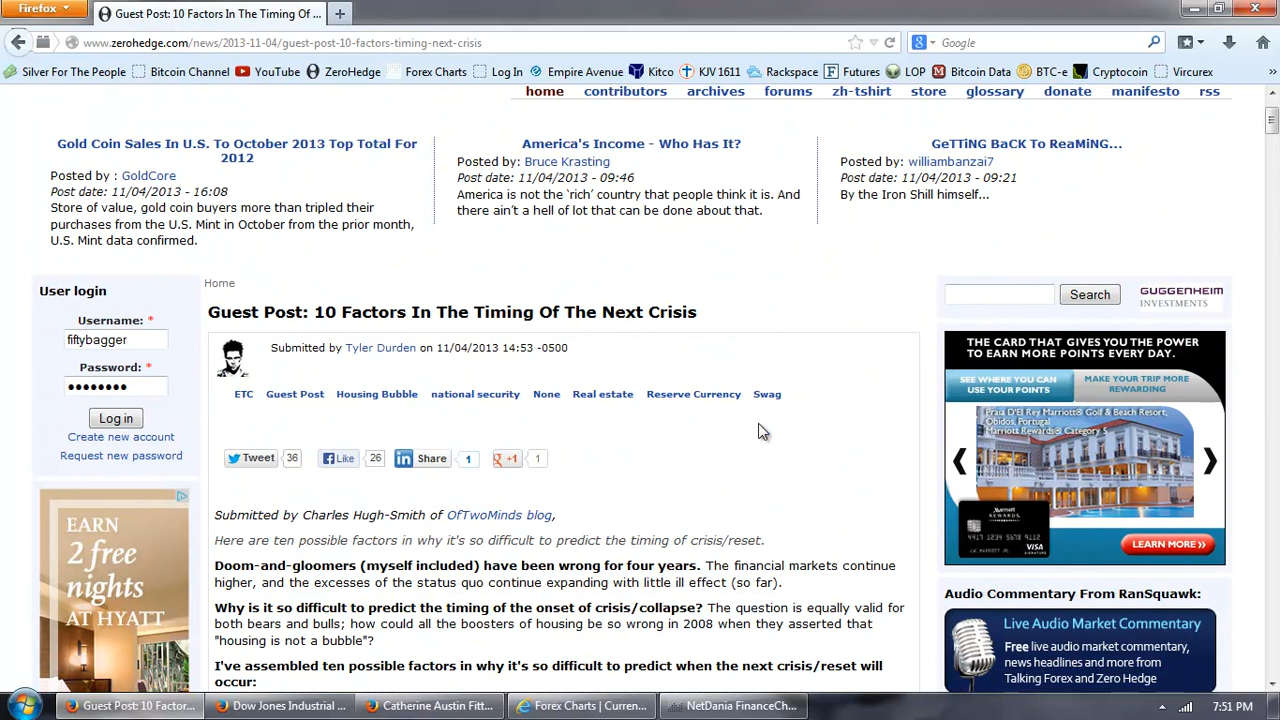 Firefox
Guest Post: 10 Factors In The Timing Of ...
www.zerohedge.com/news/2013-11-04/guest-post-10-factors-timing-next-crisis
Google
Silver For The People
Bitcoin Channel
YouTube
ZeroHedge
Forex Charts
Log In
Empire Avenue
Kitco
KJV 1611
Rackspace
Futures
LOP
Bitcoin Data
BTC-e
Cryptocoin
Vircurex
home contributors archives forums zh-tshirt store glossary donate manifesto rss
Gold Coin Sales In U.S. To October 2013 Top Total For
2012
Posted by : GoldCore
Post date: 11/04/2013 - 16:08
Store of value, gold coin buyers more than tripled their
purchases from the U.S. Mint in October from the prior month,
U.S. Mint data confirmed.
America's Income - Who Has It?
Posted by: Bruce Krasting
Post date: 11/04/2013 - 09:46
America is not the ‘rich’ country that people think it is. And
there ain’t a hell of lot that can be done about that.
GeTTiNG BaCK To ReaMiNG...
Posted by: williambanzai7
Post date: 11/04/2013 - 09:21
By the Iron Shill himself...
User login
Username: *
fiftybagger
Password: *
Log in
Create new account
Request new password
EARN
2 free
nights
AT HYATT
Home
Guest Post: 10 Factors In The Timing Of The Next Crisis
Submitted by Tyler Durden on 11/04/2013 14:53 -0500
ETC Guest Post Housing Bubble national security None Real estate Reserve Currency Swag
Tweet 36 Like 26 Share 1 +1 1
Submitted by Charles Hugh-Smith of OfTwoMinds blog,
Here are ten possible factors in why it's so difficult to predict the timing of crisis/reset.
Doom-and-gloomers (myself included) have been wrong for four years. The financial markets continue
higher, and the excesses of the status quo continue expanding with little ill effect (so far).
Why is it so difficult to predict the timing of the onset of crisis/collapse? The question is equally valid for
both bears and bulls; how could all the boosters of housing be so wrong in 2008 when they asserted that
"housing is not a bubble"?
I've assembled ten possible factors in why it's so difficult to predict when the next crisis/reset will
occur:
Search
GUGGENHEIM
INVESTMENTS
THE CARD THAT GIVES YOU THE POWER
TO EARN MORE POINTS EVERY DAY.
SEE WHERE YOU CAN
USE YOUR POINTS
MAKE YOUR TRIP MORE
REWARDING
Praia D'El Rey Marriott® Golf & Beach Resort,
Obidos, Portugal
Marriott Rewards® Category 5
VISA
LEARN MORE >>
Audio Commentary From RanSquawk:
Live Audio Market Commentary
Free live audio market commentary,
news headlines and more from
Talking Forex and Zero Hedge
Guest Post: 10 Factor...
Dow Jones Industrial ...
Catherine Austin Fitt...
Forex Charts | Curren...
NetDania FinanceCh...
7:51 PM